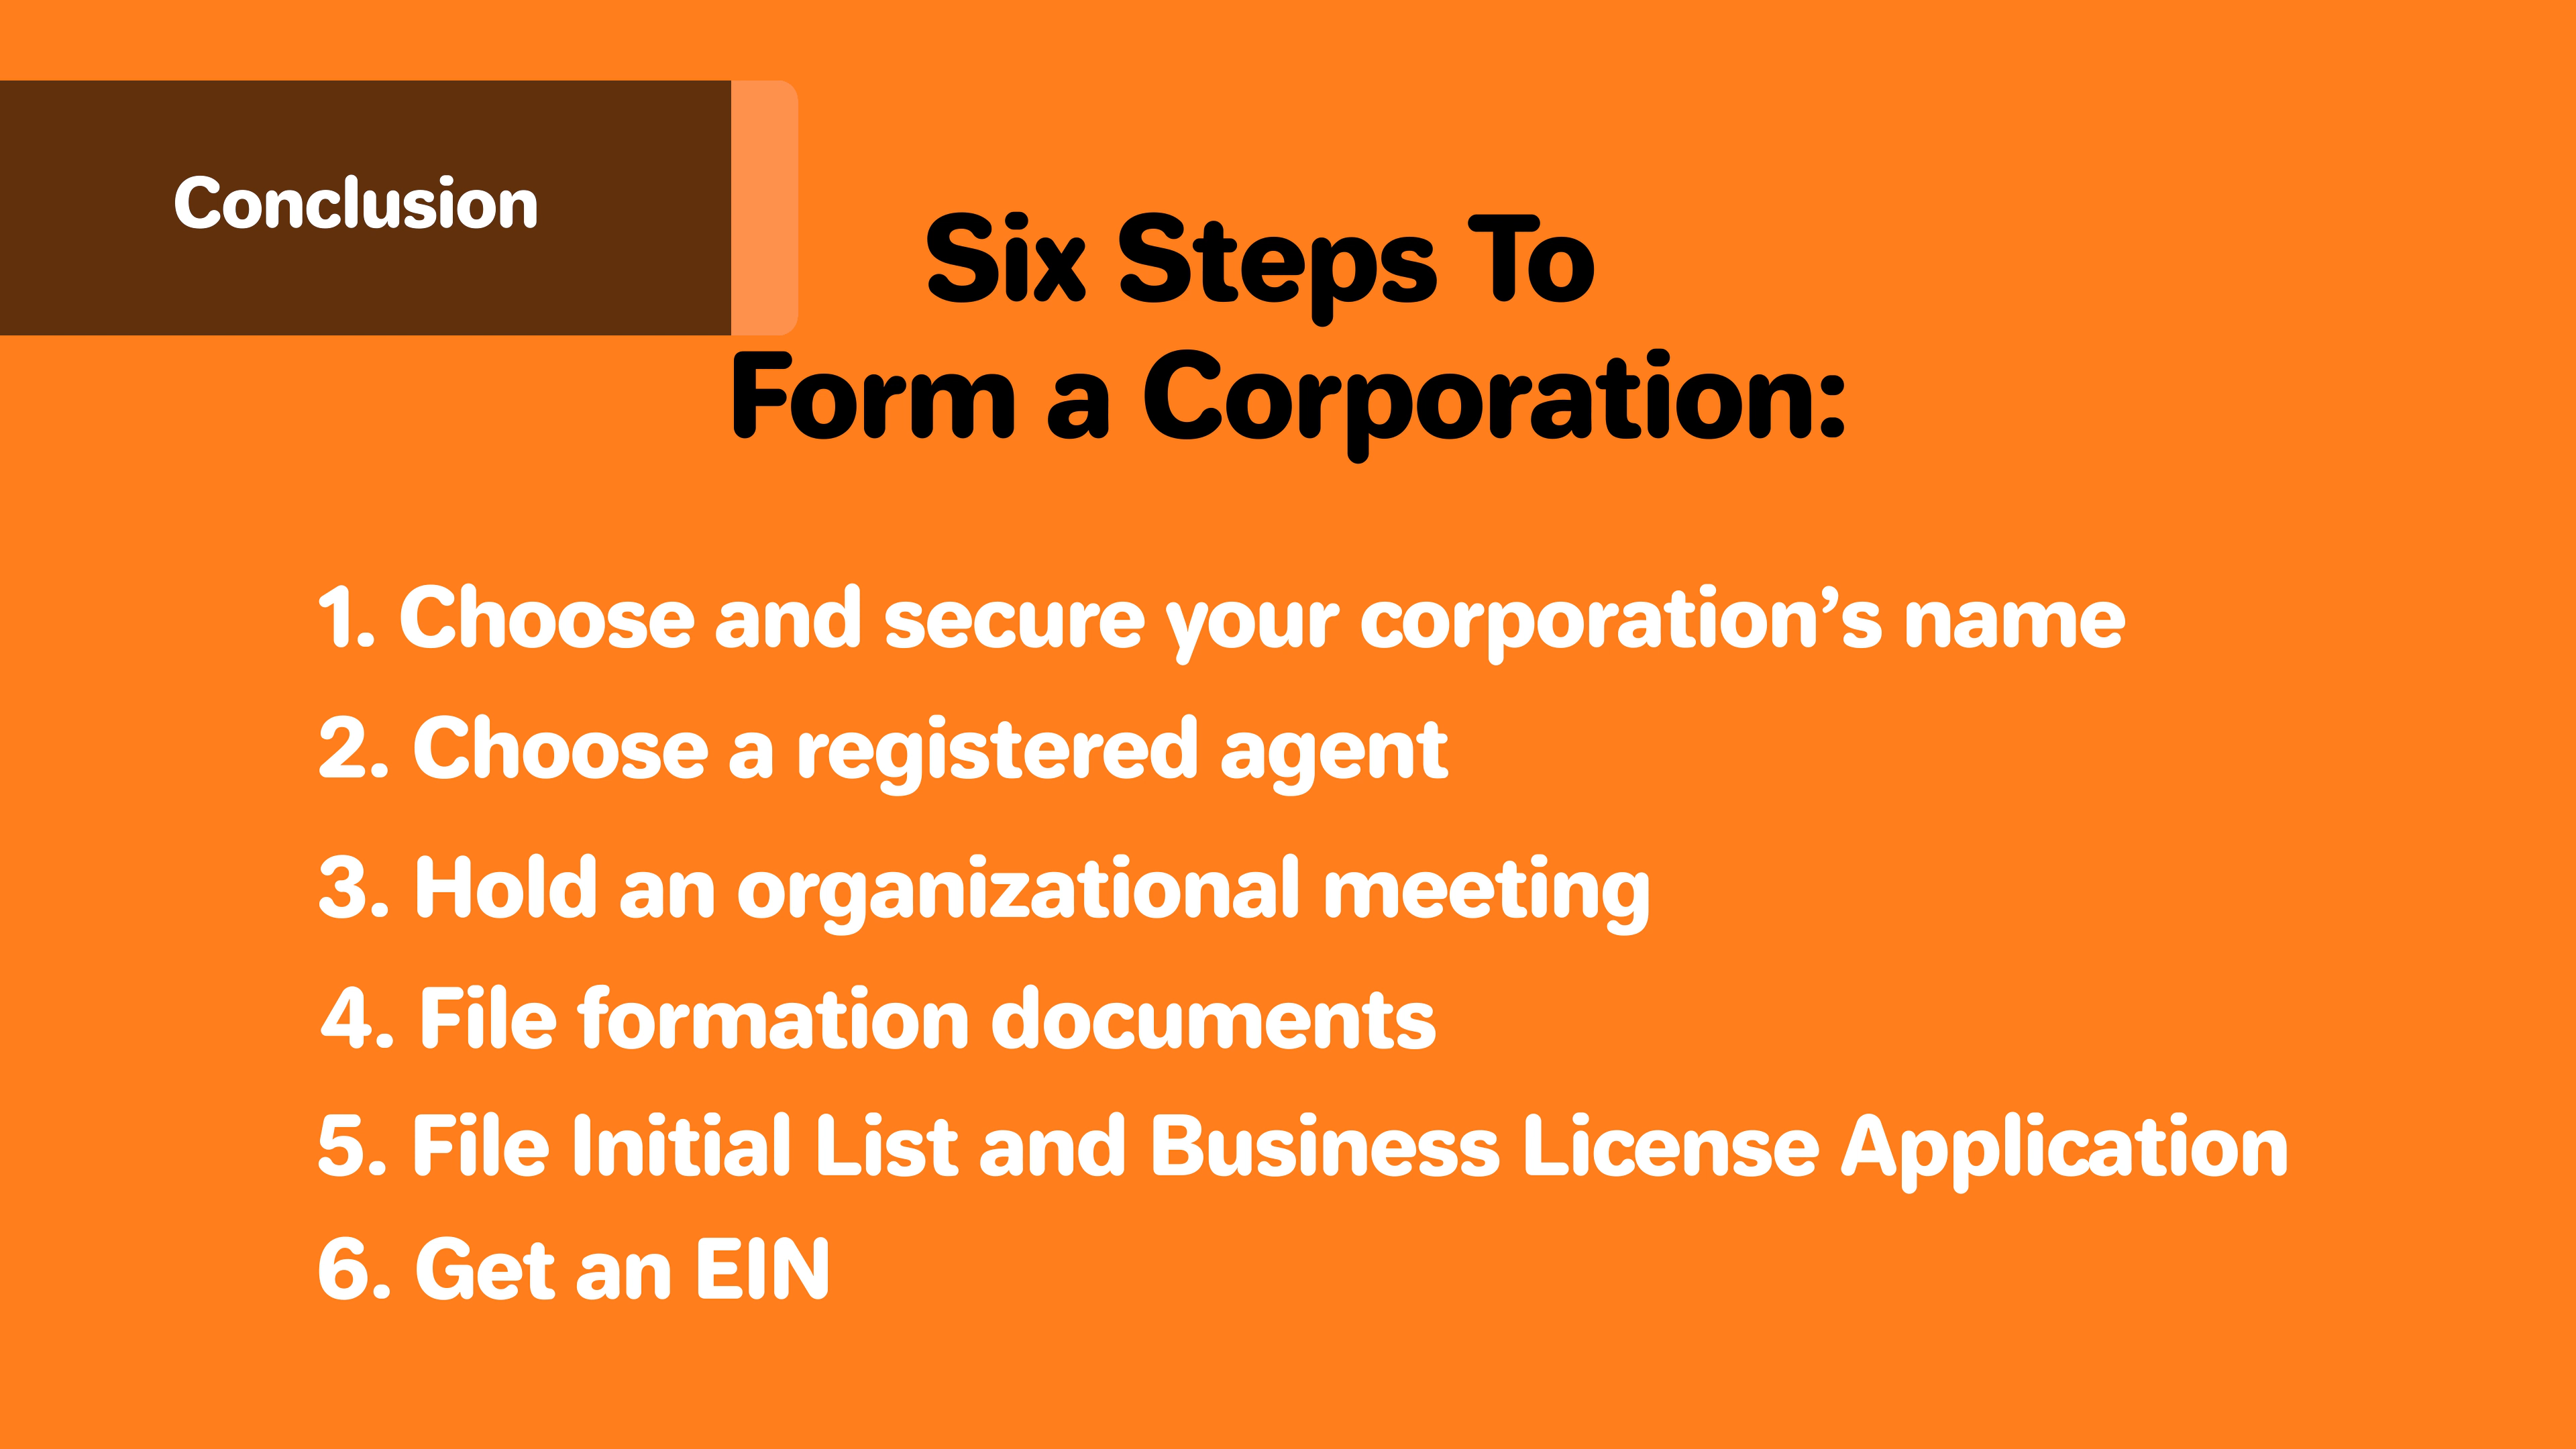 Conclusion
Six Steps To
Form a Corporation:
1. Choose and secure your corporation’s name
2. Choose a registered agent
3. Hold an organizational meeting
4. File formation documents
5. File Initial List and Business License Application
6. Get an EIN